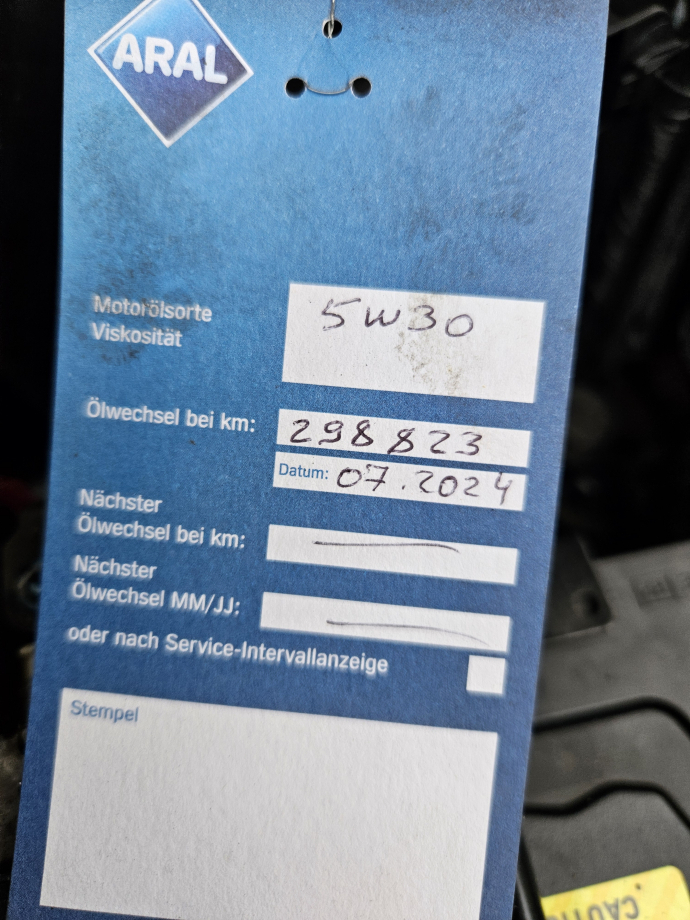 ARAL
Motorölsorte
Viskosität
5W30
Ölwechsel bei km:
298823
Datum: 07.2024
Nächster
Ölwechsel bei km:
Nächster
Ölwechsel MM/JJ:
oder nach Service-Intervallanzeige
Stempel